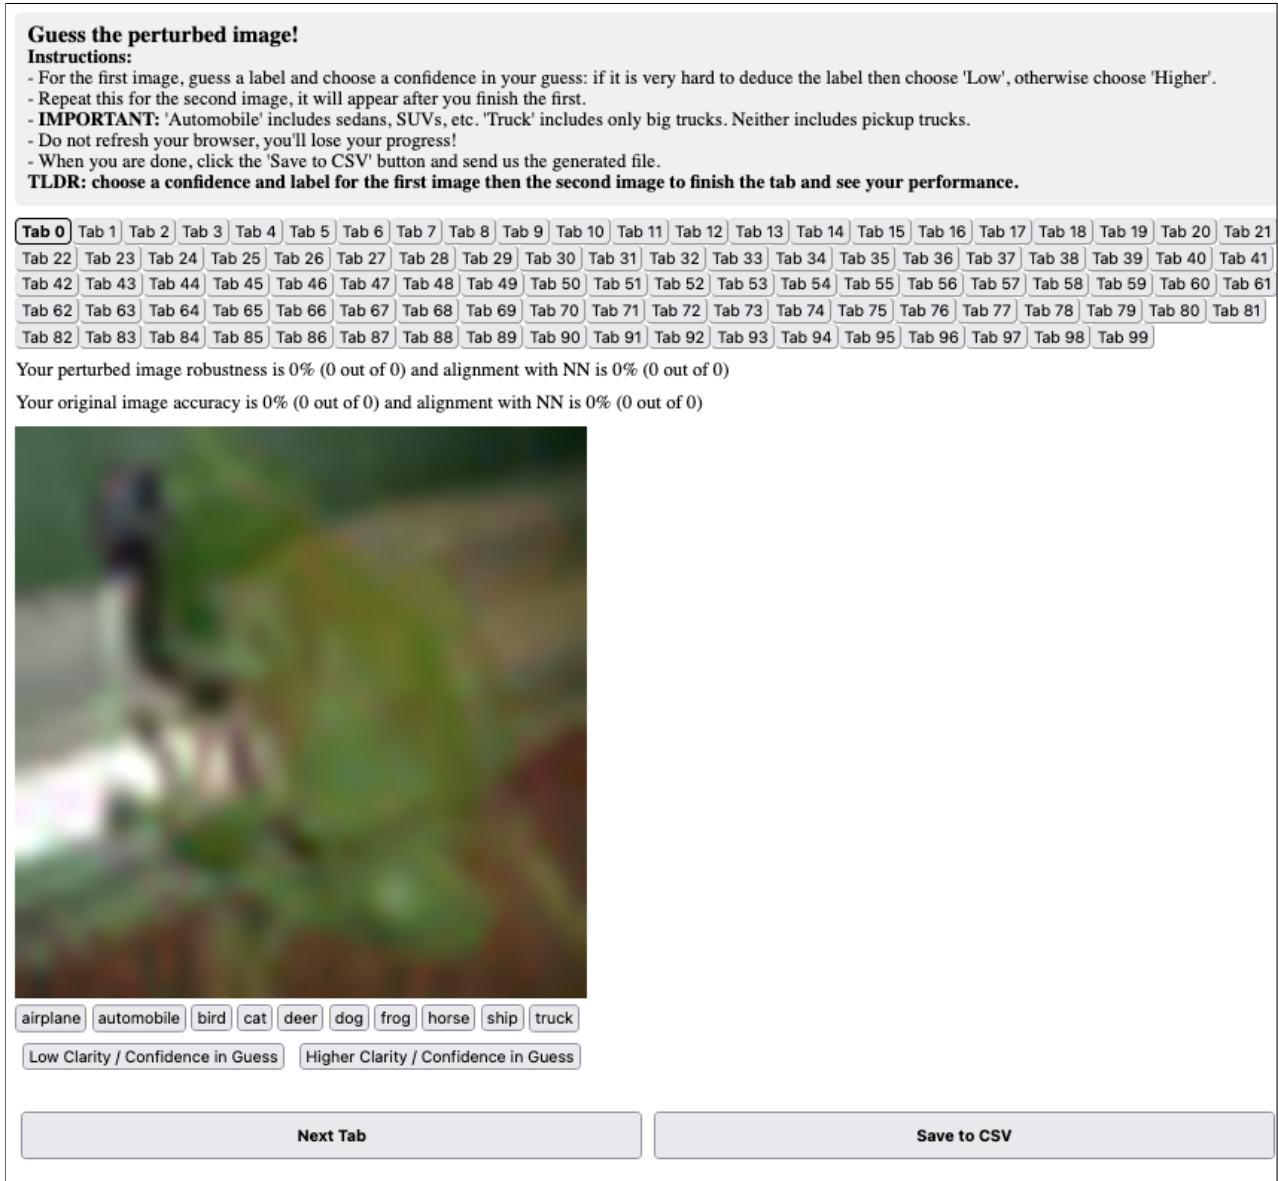 Guess the perturbed image!
Instructions:
- For the first image, guess a label and choose a confidence in your guess: if it is very hard to deduce the label then choose 'Low', otherwise choose 'Higher'.
- Repeat this for the second image, it will appear after you finish the first.
- IMPORTANT: 'Automobile' includes sedans, SUVs, etc. 'Truck' includes only big trucks. Neither includes pickup trucks.
- Do not refresh your browser, you'll lose your progress!
- When you are done, click the 'Save to CSV' button and send us the generated file.
TLDR: choose a confidence and label for the first image then the second image to finish the tab and see your performance.
Tab 0 Tab 1 Tab 2 Tab 3 Tab 4 Tab 5 Tab 6 Tab 7 Tab 8 Tab 9 Tab 10 Tab 11 Tab 12 Tab 13 Tab 14 Tab 15 Tab 16 Tab 17 Tab 18 Tab 19 Tab 20 Tab 21
Tab 22 Tab 23 Tab 24 Tab 25 Tab 26 Tab 27 Tab 28 Tab 29 Tab 30 Tab 31 Tab 32 Tab 33 Tab 34 Tab 35 Tab 36 Tab 37 Tab 38 Tab 39 Tab 40 Tab 41
Tab 42 Tab 43 Tab 44 Tab 45 Tab 46 Tab 47 Tab 48 Tab 49 Tab 50 Tab 51 Tab 52 Tab 53 Tab 54 Tab 55 Tab 56 Tab 57 Tab 58 Tab 59 Tab 60 Tab 61
Tab 62 Tab 63 Tab 64 Tab 65 Tab 66 Tab 67 Tab 68 Tab 69 Tab 70 Tab 71 Tab 72 Tab 73 Tab 74 Tab 75 Tab 76 Tab 77 Tab 78 Tab 79 Tab 80 Tab 81
Tab 82 Tab 83 Tab 84 Tab 85 Tab 86 Tab 87 Tab 88 Tab 89 Tab 90 Tab 91 Tab 92 Tab 93 Tab 94 Tab 95 Tab 96 Tab 97 Tab 98 Tab 99
Your perturbed image robustness is 0% (0 out of 0) and alignment with NN is 0% (0 out of 0)
Your original image accuracy is 0% (0 out of 0) and alignment with NN is 0% (0 out of 0)
airplane automobile bird cat deer dog frog horse ship truck
Low Clarity / Confidence in Guess Higher Clarity / Confidence in Guess
Next Tab Save to CSV